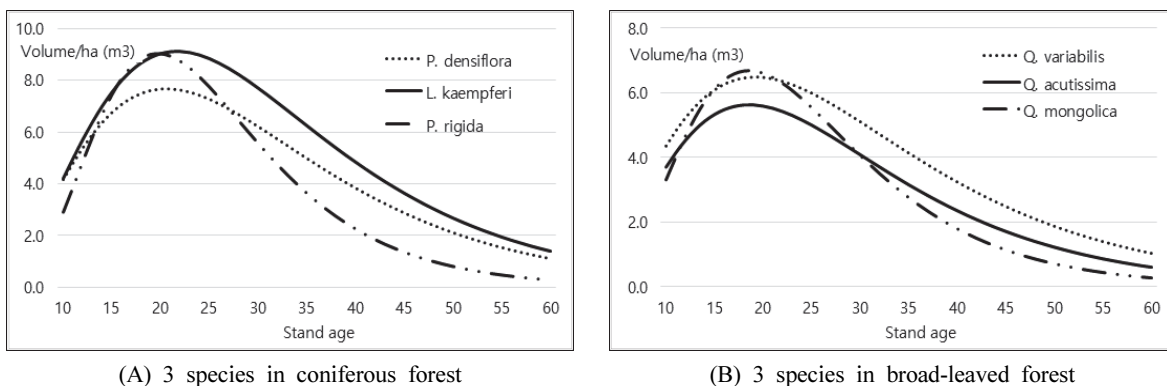 10.0
Volume/ha (m3)
8.0
6.0
4.0
2.0
0.0
P. densiflora
L. kaempferi
P. rigida
10 15 20 25 30 35 40 45 50 55 60
Stand age
(A) 3 species in coniferous forest
8.0
Volume/ha (m3)
6.0
4.0
2.0
0.0
Q. variabilis
Q. acutissima
Q. mongolica
10 15 20 25 30 35 40 45 50 55 60
Stand age
(B) 3 species in broad-leaved forest